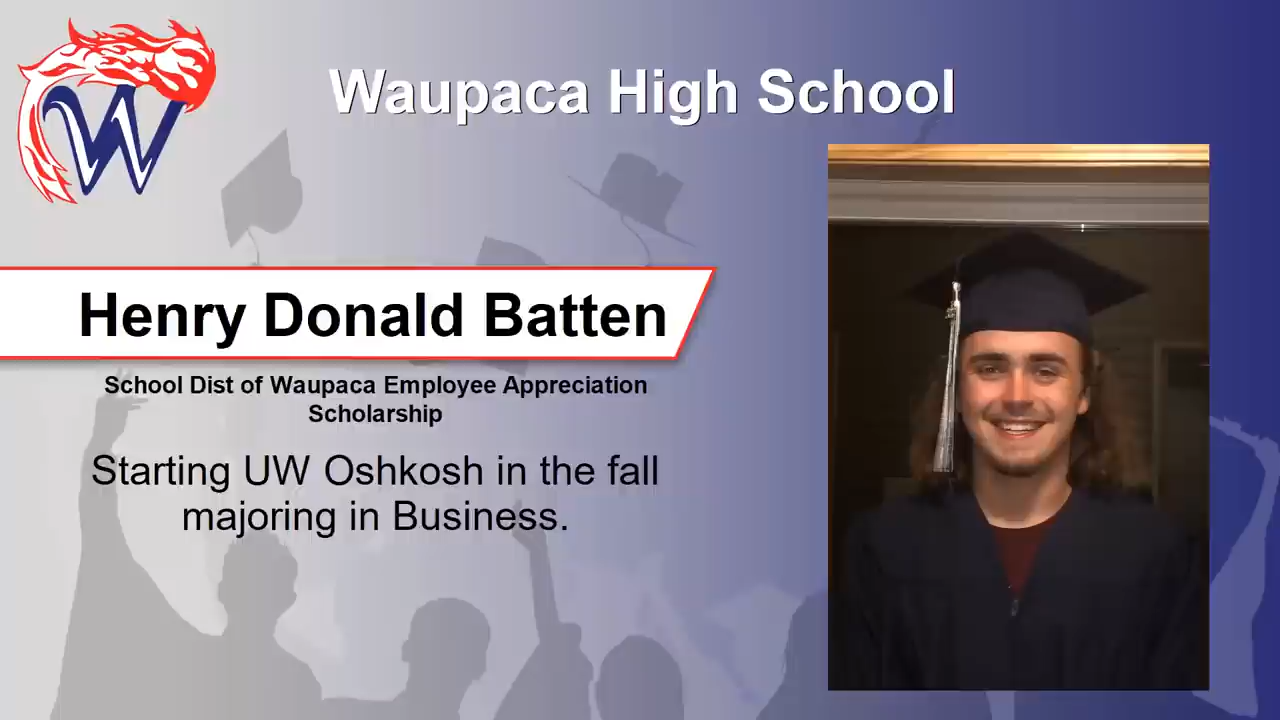 W
Waupaca High School
Henry Donald Batten
School Dist of Waupaca Employee Appreciation
Scholarship
Starting UW Oshkosh in the fall
majoring in Business.